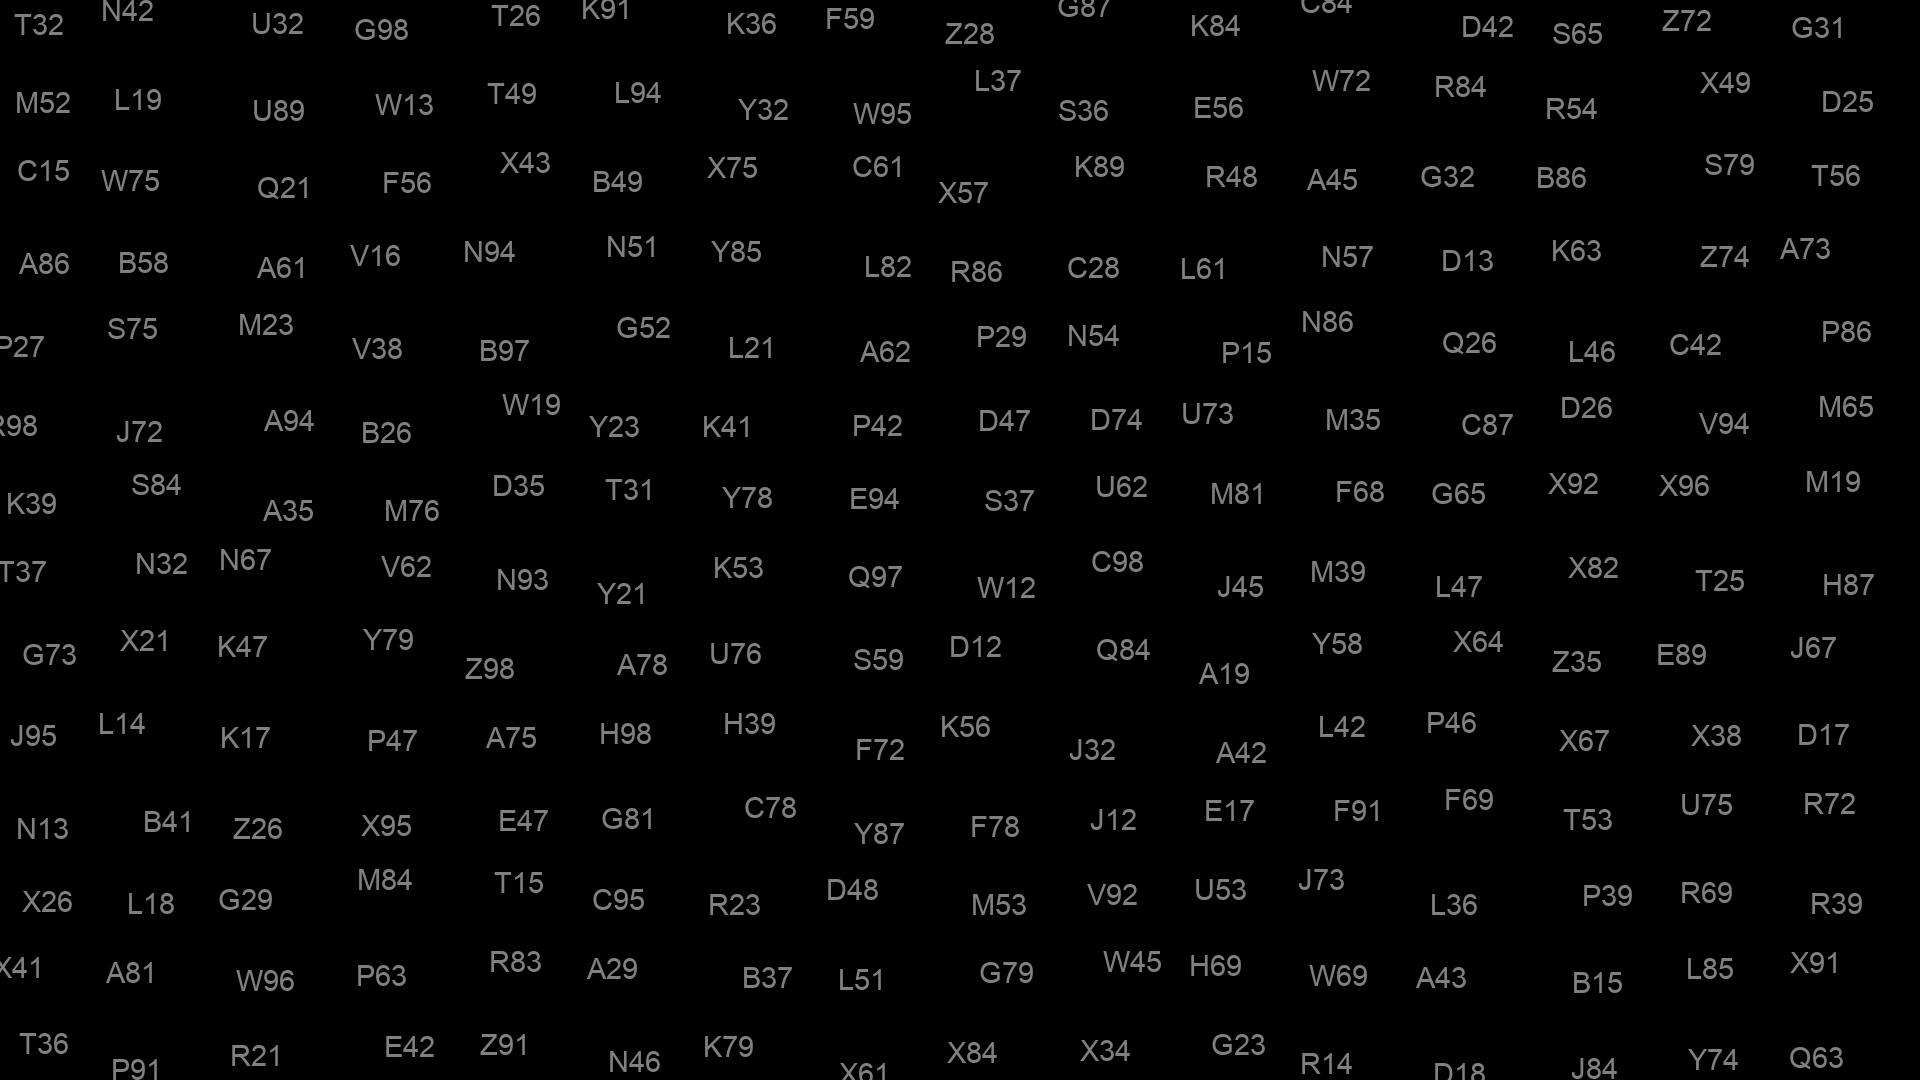 T32 N42 U32 G98 T26 K91 K36 F59 Z28 G87 K84 C84 D42 S65 Z72 G31
M52 L19 U89 W13 T49 L94 Y32 W95 L37 S36 E56 W72 R84 R54 X49 D25
C15 W75 Q21 F56 X43 B49 X75 C61 X57 K89 R48 A45 G32 B86 S79 T56
A86 B58 A61 V16 N94 N51 Y85 L82 R86 C28 L61 N57 D13 K63 Z74 A73
P27 S75 M23 V38 B97 G52 L21 A62 P29 N54 P15 N86 Q26 L46 C42 P86
R98 J72 A94 B26 W19 Y23 K41 P42 D47 D74 U73 M35 C87 D26 V94 M65
K39 S84 A35 M76 D35 T31 Y78 E94 S37 U62 M81 F68 G65 X92 X96 M19
T37 N32 N67 V62 N93 Y21 K53 Q97 W12 C98 J45 M39 L47 X82 T25 H87
G73 X21 K47 Y79 Z98 A78 U76 S59 D12 Q84 A19 Y58 X64 Z35 E89 J67
J95 L14 K17 P47 A75 H98 H39 F72 K56 J32 A42 L42 P46 X67 X38 D17
N13 B41 Z26 X95 E47 G81 C78 Y87 F78 J12 E17 F91 F69 T53 U75 R72
X26 L18 G29 M84 T15 C95 R23 D48 M53 V92 U53 J73 L36 P39 R69 R39
X41 A81 W96 P63 R83 A29 B37 L51 G79 W45 H69 W69 A43 B15 L85 X91
T36 P91 R21 E42 Z91 N46 K79 X61 X84 X34 G23 R14 D18 J84 Y74 Q63